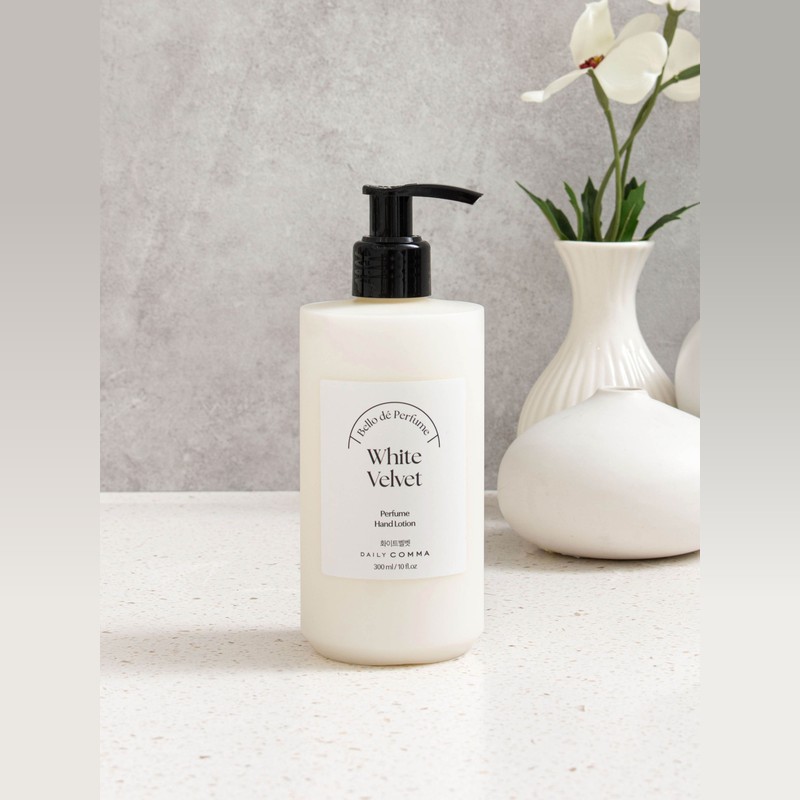 Bello dé Perfume
White
Velvet
Perfume
Hand Lotion
화이트벨벳
DAILY COMMA
300 ml / 10 fl.oz